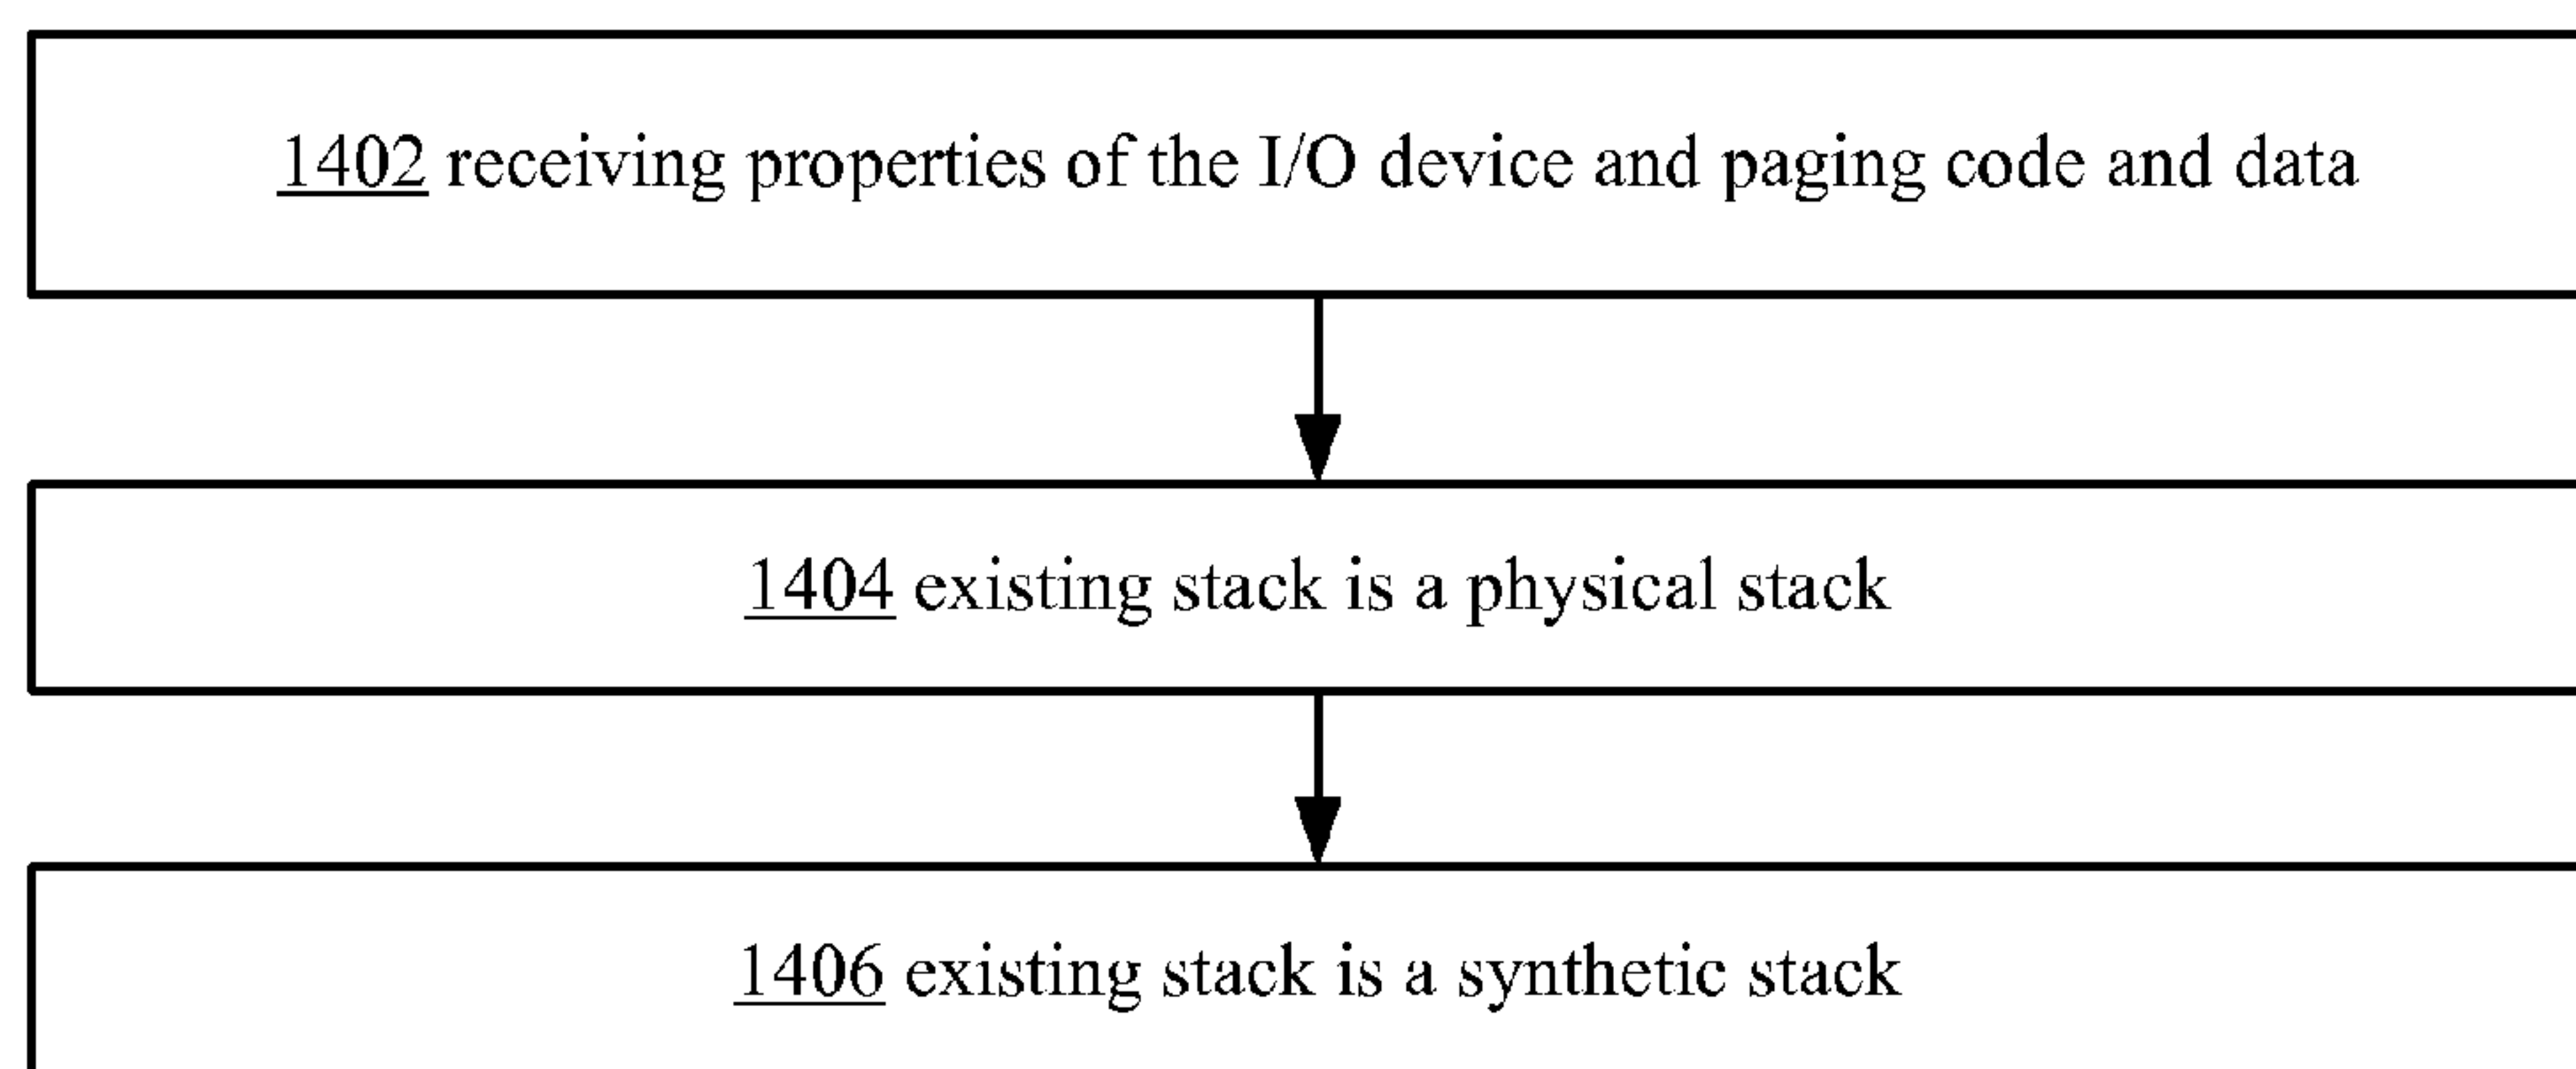 1402 receiving properties of the I/O device and paging code and data
1404 existing stack is a physical stack
1406 existing stack is a synthetic stack